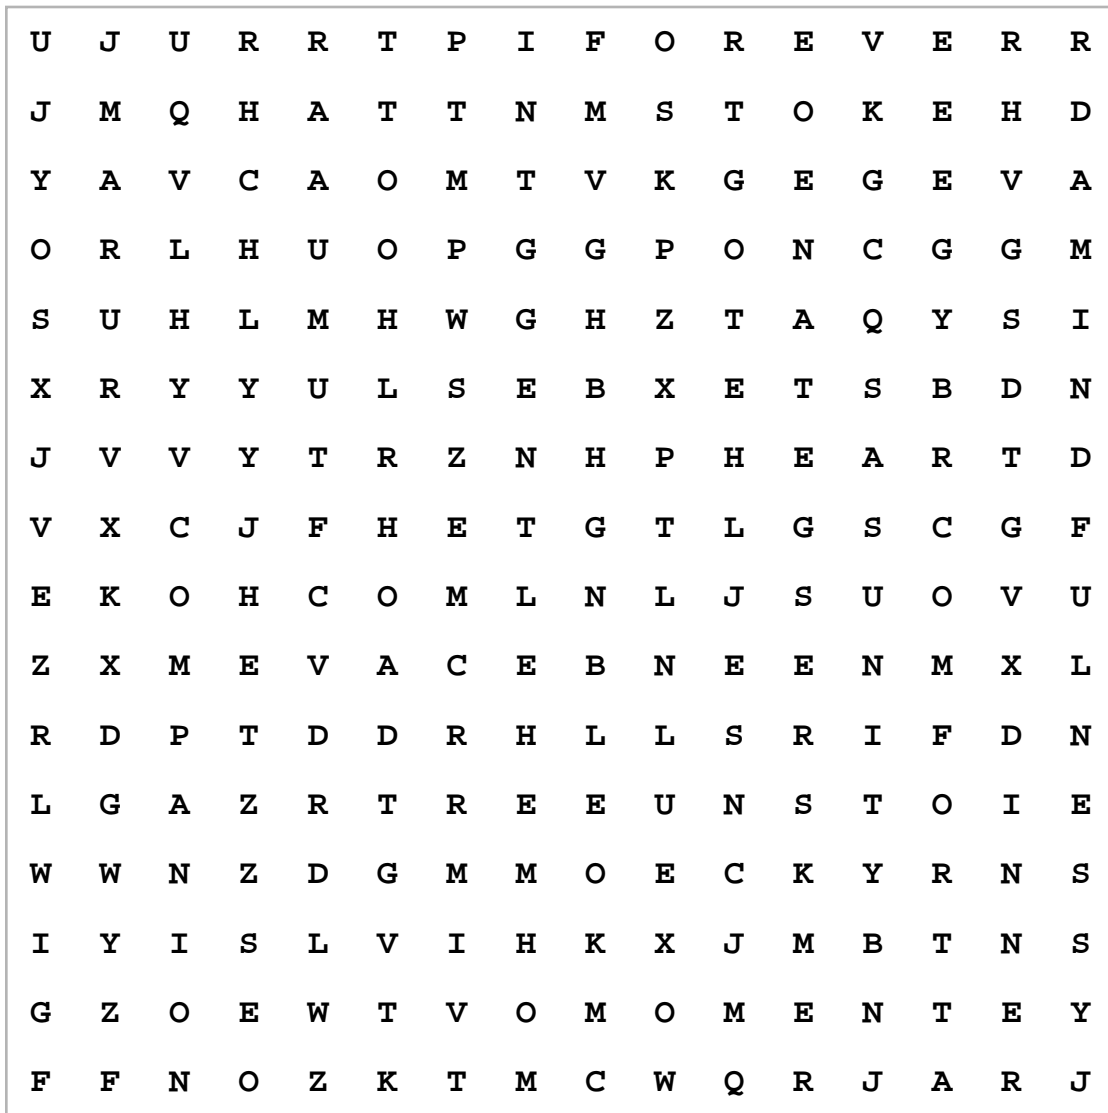 U J U R R T P I F O R E V E R R
J M Q H A T T N M S T O K E H D
Y A V C A O M T V K G E G E V A
O R L H U O P G G P O N C G G M
S U H L M H W G H Z T A Q Y S I
X R Y Y U L S E B X E T S B D N
J V V Y T R Z N H P H E A R T D
V X C J F H E T G T L G S C G F
E K O H C O M L N L J S U O V U
Z X M E V A C E B N E E N M X L
R D P T D D R H L L S R I F D N
L G A Z R T R E E U N S T O I E
W W N Z D G M M O E C K Y R N S
I Y I S L V I H K X J M B T N S
G Z O E W T V O M O M E N T E Y
F F N O Z K T M C W Q R J A R J